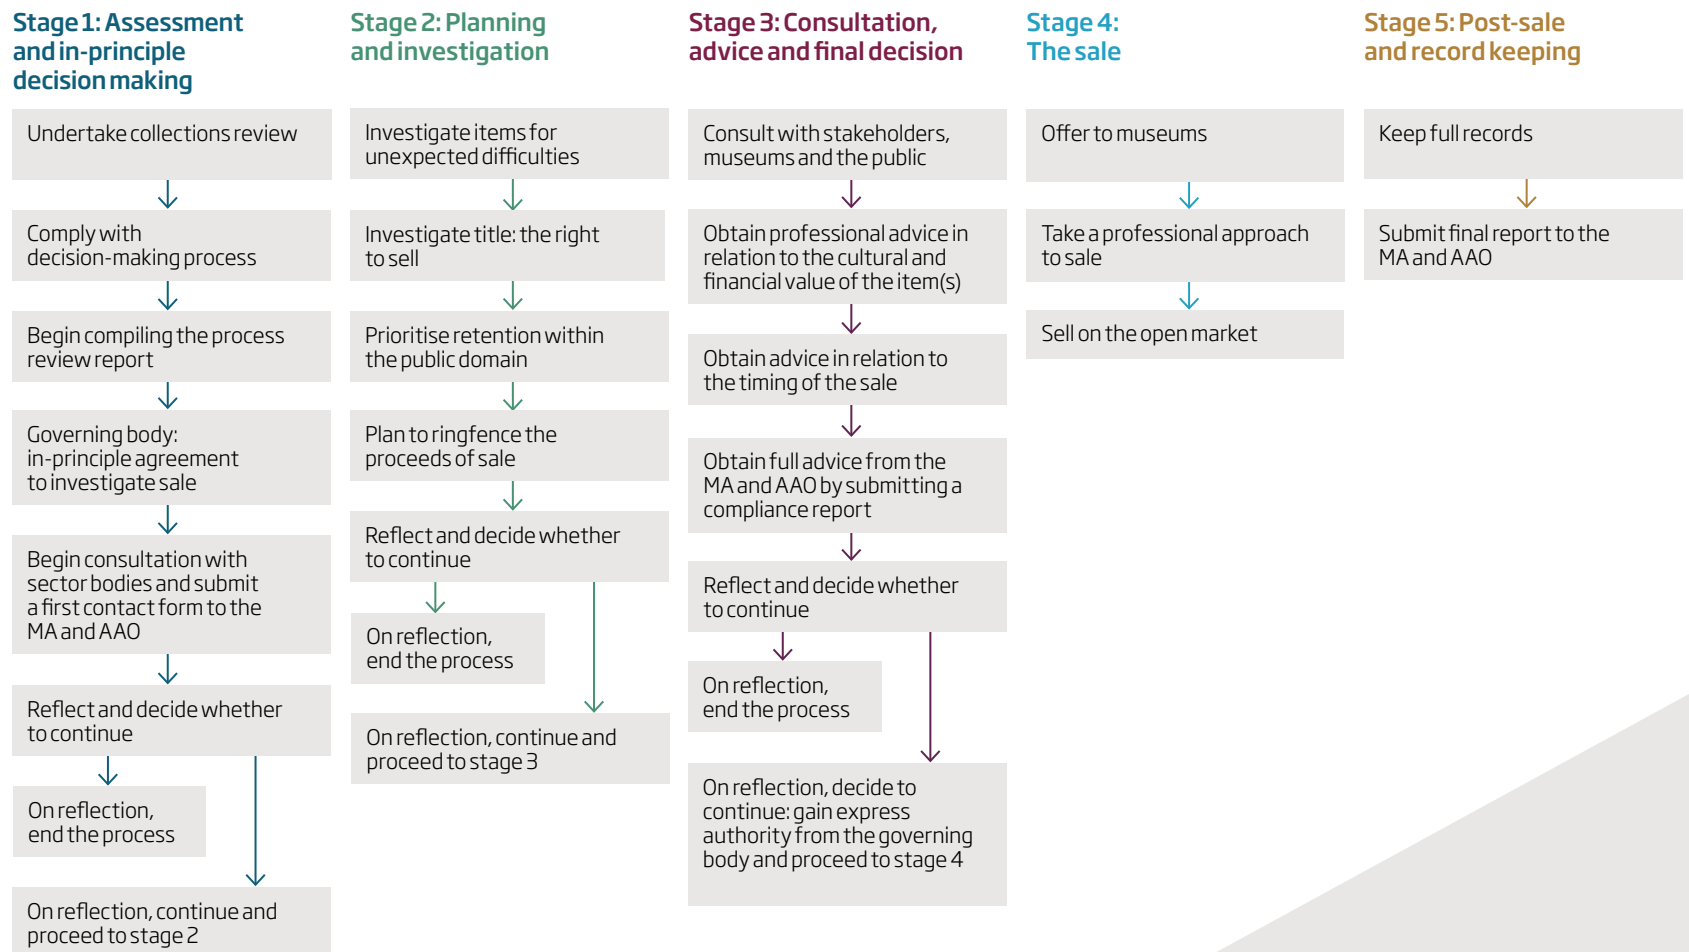 Stage 1: Assessment
and in-principle
decision making
Undertake collections review
Comply with
decision-making process
Begin compiling the process
review report
Governing body:
in-principle agreement
to investigate sale
Begin consultation with
sector bodies and submit
a first contact form to the
MA and AAO
Reflect and decide whether
to continue
On reflection,
end the process
On reflection, continue and
proceed to stage 2
Stage 2: Planning
and investigation
Investigate items for
unexpected difficulties
Investigate title: the right
to sell
Prioritise retention within
the public domain
Plan to ringfence the
proceeds of sale
Reflect and decide whether
to continue
On reflection,
end the process
On reflection, continue and
proceed to stage 3
Stage 3: Consultation,
advice and final decision
Consult with stakeholders,
museums and the public
Obtain professional advice in
relation to the cultural and
financial value of the item(s)
Obtain advice in relation to
the timing of the sale
Obtain full advice from the
MA and AAO by submitting a
compliance report
Reflect and decide whether
to continue
On reflection,
end the process
On reflection, decide to
continue: gain express
authority from the governing
body and proceed to stage 4
Stage 4:
The sale
Offer to museums
Take a professional approach
to sale
Sell on the open market
Stage 5: Post-sale
and record keeping
Keep full records
Submit final report to the
MA and AAO